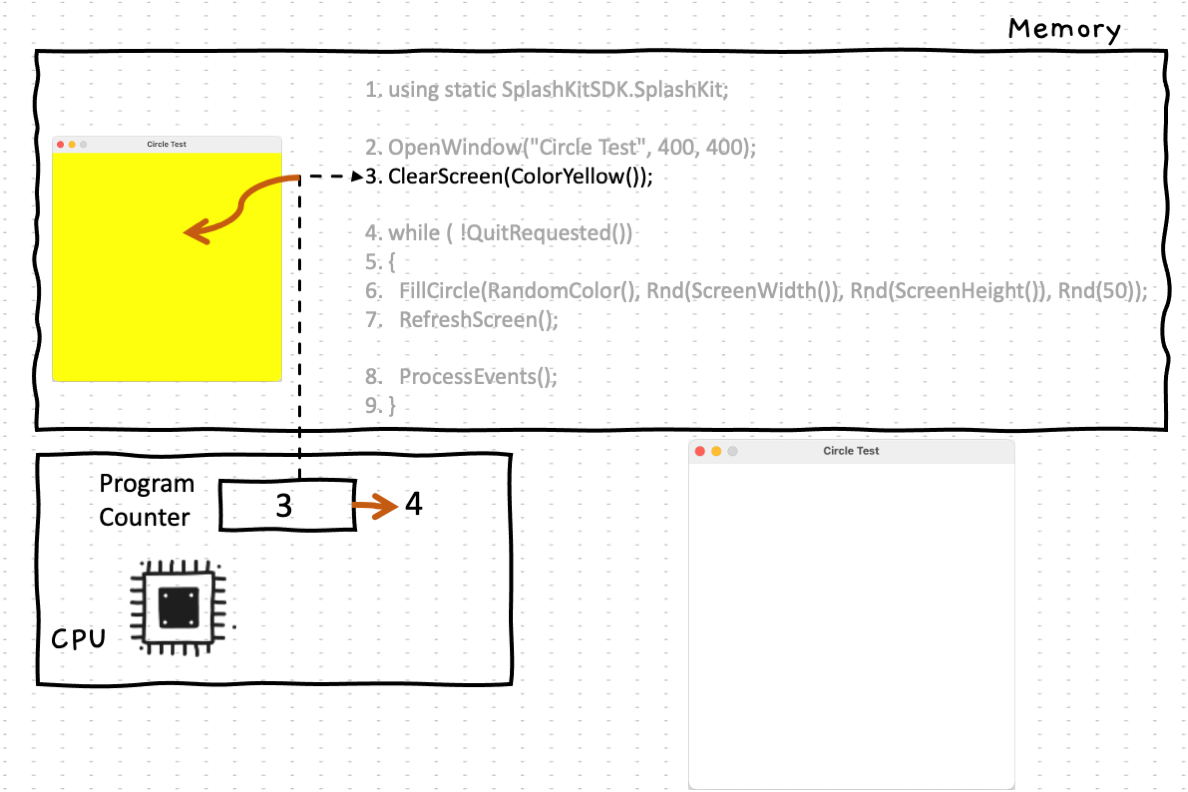 Memory
1. using static SplashKitSDK.SplashKit;
Circle Test
2. OpenWindow("Circle Test", 400, 400);
3. ClearScreen(ColorYellow());
4. while ( !QuitRequested())
5. {
6. FillCircle(RandomColor(), Rnd(ScreenWidth()), Rnd(ScreenHeight()), Rnd(50));
7. RefreshScreen();
8. ProcessEvents();
9. }
Program
Counter
3
4
CPU
Circle Test